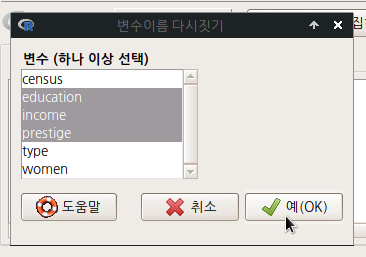 변수이름 다시짓기
변수 (하나 이상 선택)
census
education
income
prestige
type
women
도움말
취소
예(OK)